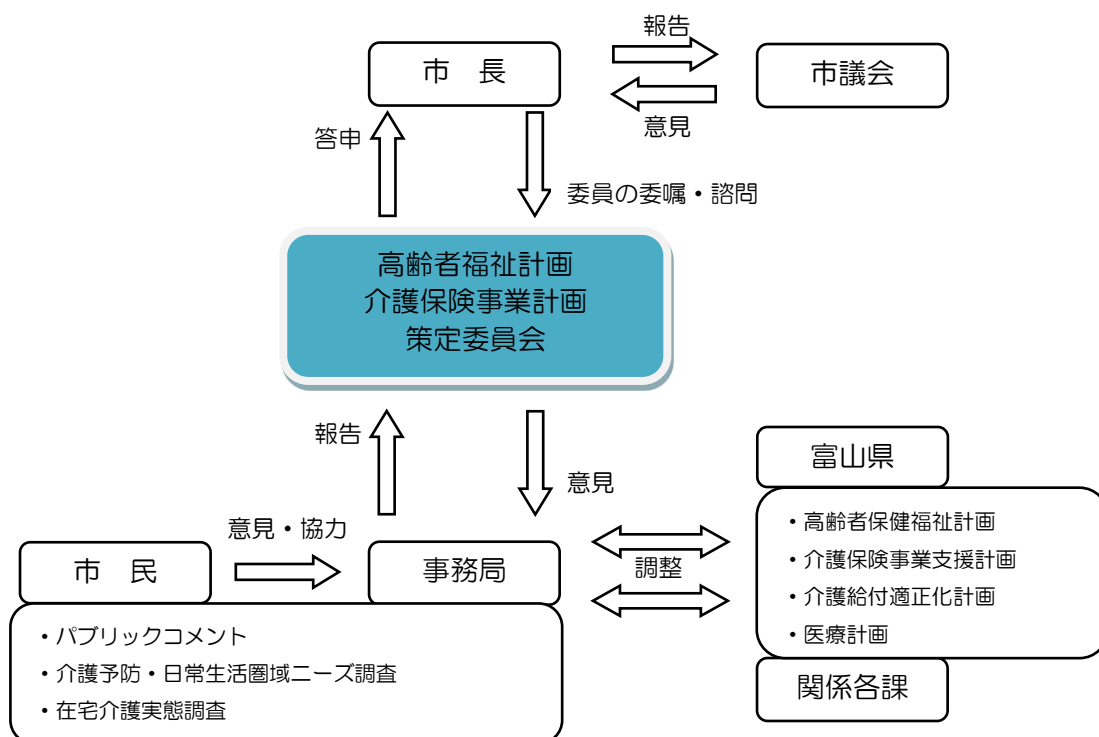 報告
市　長
市議会
意見
答申
委員の委嘱・諮問
高齢者福祉計画
介護保険事業計画
策定委員会
報告
意見
富山県
・高齢者保健福祉計画
・介護保険事業支援計画
・介護給付適正化計画
・医療計画
関係各課
意見・協力
市　民
事務局
調整
・パブリックコメント
・介護予防・日常生活圏域ニーズ調査
・在宅介護実態調査